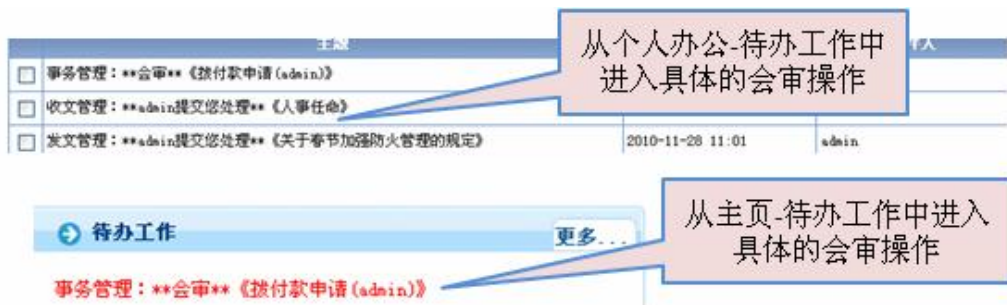 主题
从个人办公-待办工作中
进入具体的会审操作
人
事务管理：**会审**《拨付款申请(admin)》
收文管理：**admin提交您处理**《人事任命》
发文管理：**admin提交您处理**《关于春节加强防火管理的规定》 2010-11-28 11:01 admin
待办工作 更多...
从主页-待办工作中进入
具体的会审操作
事务管理：**会审**《拨付款申请(admin)》